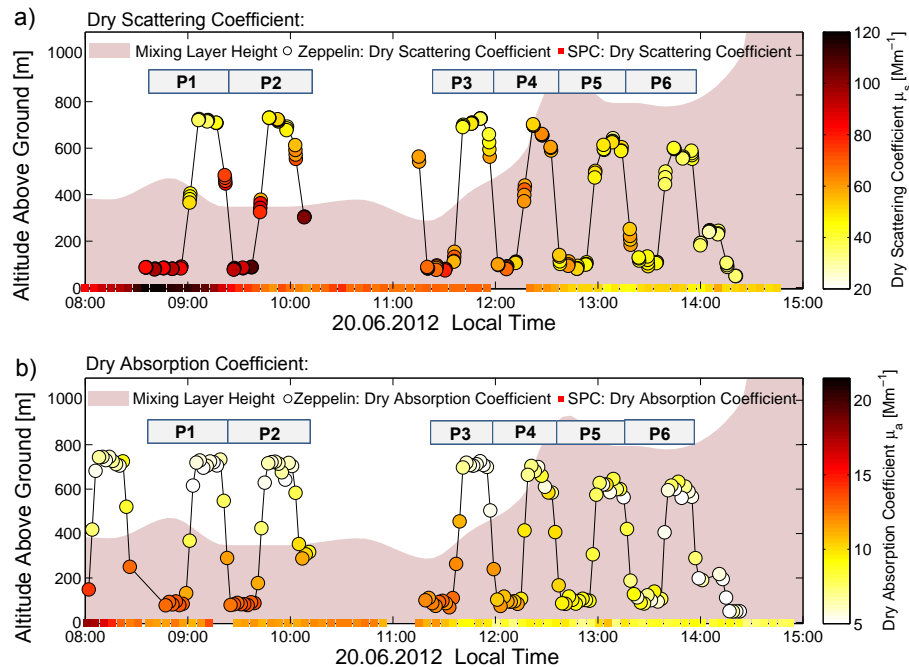 a)
Dry Scattering Coefficient:
Mixing Layer Height Zeppelin: Dry Scattering Coefficient SPC: Dry Scattering Coefficient
P1 P2 P3 P4 P5 P6
Altitude Above Ground [m]
1000
800
600
400
200
0
08:00 09:00 10:00 11:00 12:00 13:00 14:00 15:00
20.06.2012 Local Time
120
100
80
60
40
20
Dry Scattering Coefficient μs [Mm−1]
b)
Dry Absorption Coefficient:
Mixing Layer Height Zeppelin: Dry Absorption Coefficient SPC: Dry Absorption Coefficient
P1 P2 P3 P4 P5 P6
Altitude Above Ground [m]
1000
800
600
400
200
0
08:00 09:00 10:00 11:00 12:00 13:00 14:00 15:00
20.06.2012 Local Time
20
15
10
5
Dry Absorption Coefficient μa [Mm−1]